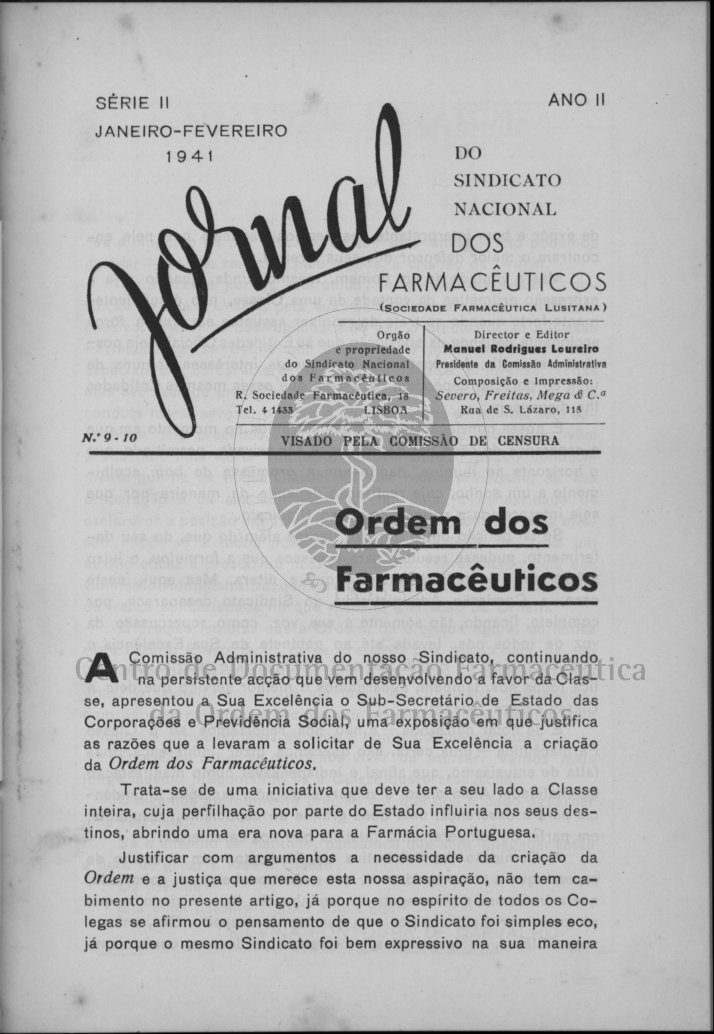 SÉRIE II
JANEIRO-FEVEREIRO
1941
ANO II
Jornal
DO
SINDICATO
NACIONAL
DOS
FARMACÊUTICOS
(SOCIEDADE FARMACÊUTICA LUSITANA)
Orgão
e propriedade
do Sindicato Nacional
dos Farmacêuticos
R. Sociedade Farmacêutica, 18
Tel. 4 1433 LISBOA
Director e Editor
Manuel Rodrigues Loureiro
Presidente da Comissão Administrativa
Composição e Impressão:
Severo, Freitas, Mega & C.ª
Rua de S. Lázaro, 115
N.º 9-10
VISADO PELA COMISSÃO DE CENSURA
Ordem dos
Farmacêuticos
A Comissão Administrativa do nosso Sindicato, continuando
na persistente acção que vem desenvolvendo a favor da Clas-
se, apresentou a Sua Excelência o Sub-Secretário de Estado das
Corporações e Previdência Social, uma exposição em que justifica
as razões que a levaram a solicitar de Sua Excelência a criação
da Ordem dos Farmacêuticos.
Trata-se de uma iniciativa que deve ter a seu lado a Classe
inteira, cuja perfilhação por parte do Estado influiria nos seus des-
tinos, abrindo uma era nova para a Farmácia Portuguesa.
Justificar com argumentos a necessidade da criação da
Ordem e a justiça que merece esta nossa aspiração, não tem ca-
bimento no presente artigo, já porque no espírito de todos os Co-
legas se afirmou o pensamento de que o Sindicato foi simples eco,
já porque o mesmo Sindicato foi bem expressivo na sua maneira
Centro de Documentação Farmacêutica
da Ordem dos Farmacêuticos